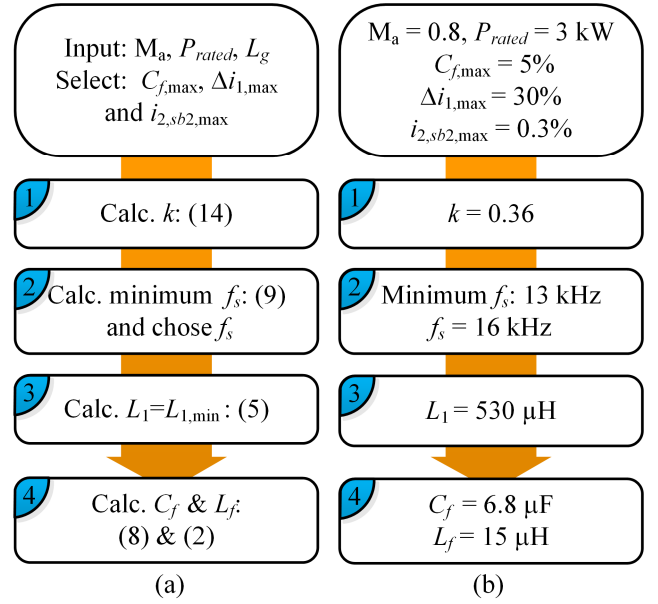 Input: Mₐ, P_rated, L_g
Select: C_f,max, Δi₁,max
and i₂,sb2,max
1
Calc. k: (14)
2
Calc. minimum f_s: (9)
and chose f_s
3
Calc. L₁=L₁,min : (5)
4
Calc. C_f & L_f:
(8) & (2)
(a)
Mₐ = 0.8, P_rated = 3 kW
C_f,max = 5%
Δi₁,max = 30%
i₂,sb2,max = 0.3%
1
k = 0.36
2
Minimum f_s: 13 kHz
f_s = 16 kHz
3
L₁ = 530 μH
4
C_f = 6.8 μF
L_f = 15 μH
(b)